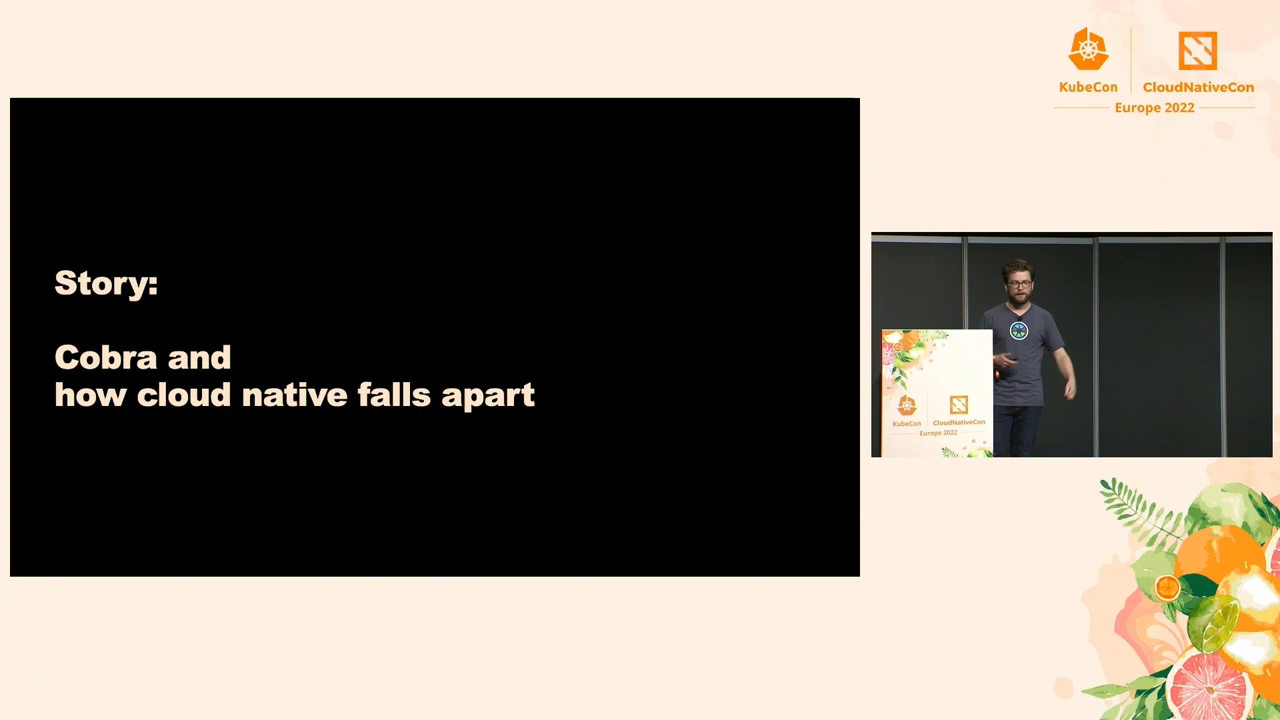 KubeCon
CloudNativeCon
Europe 2022
Story:
Cobra and
how cloud native falls apart
KubeCon
CloudNativeCon
Europe 2022